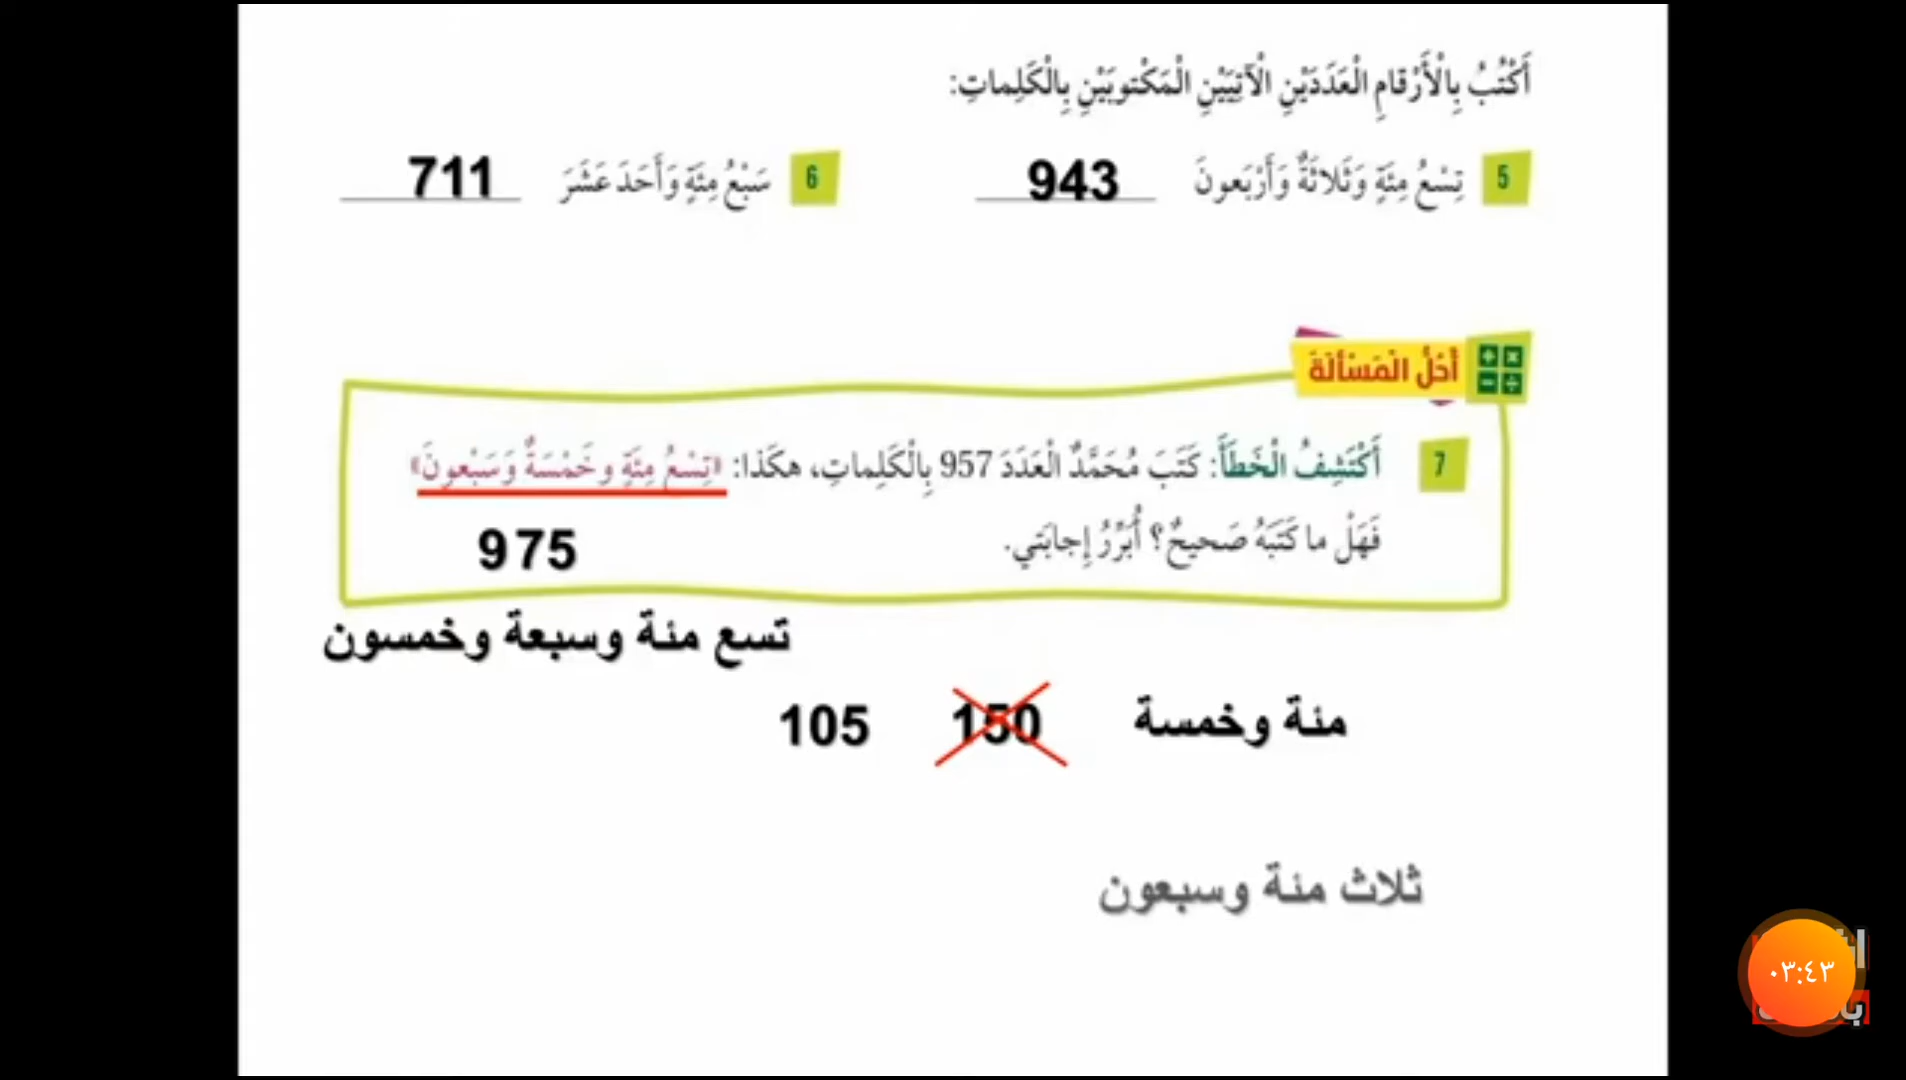 أَكْتُبُ بِالْأَرْقامِ الْعَدَدَيْنِ الْآتِيَيْنِ الْمَكْتوبَيْنِ بِالْكَلِماتِ:
5 تِسْعُ مِئَةٍ وَثَلاثَةٌ وَأَرْبَعونَ 943
6 سَبْعُ مِئَةٍ وَأَحَدَ عَشَرَ 711
أَحُلُّ الْمَسْأَلَةَ
7 أَكْتَشِفُ الْخَطَأَ: كَتَبَ مُحَمَّدٌ الْعَدَدَ 957 بِالْكَلِماتِ، هكَذا: «تِسْعُ مِئَةٍ وخَمْسَةٌ وَسَبْعونَ»
فَهَلْ ما كَتَبَهُ صَحيحٌ؟ أُبَرِّرُ إِجابَتي.
975
تسع مئة وسبعة وخمسون
مئة وخمسة 150 105
ثلاث مئة وسبعون
٠٣:٤٣